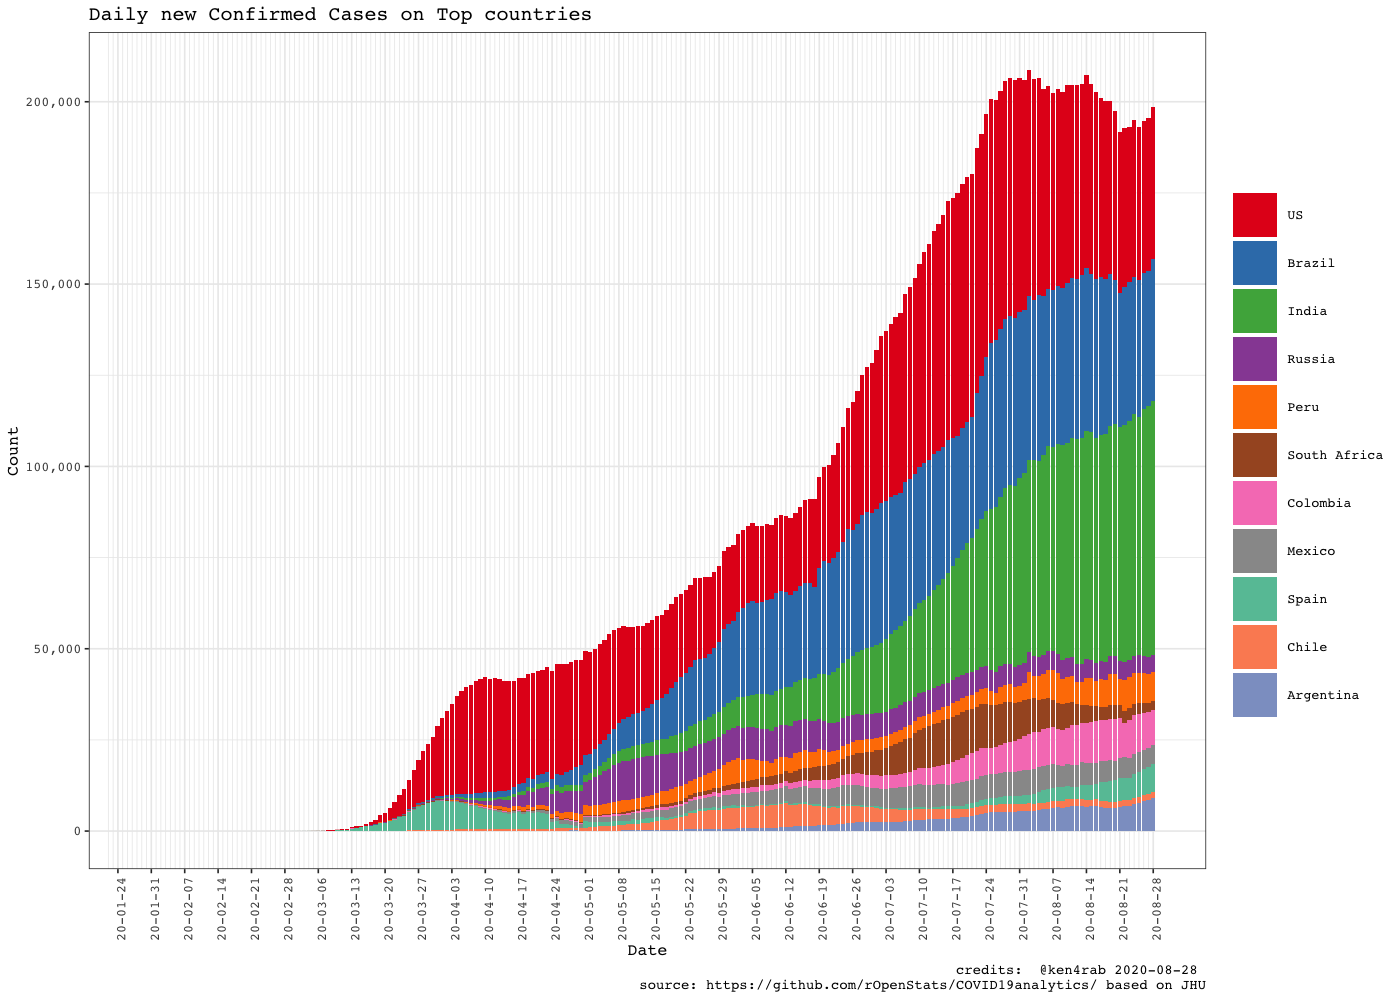 Daily new Confirmed Cases on Top countries
Count
200,000
150,000
100,000
50,000
0
20-01-24
20-01-31
20-02-07
20-02-14
20-02-21
20-02-28
20-03-06
20-03-13
20-03-20
20-03-27
20-04-03
20-04-10
20-04-17
20-04-24
20-05-01
20-05-08
20-05-15
20-05-22
20-05-29
20-06-05
20-06-12
20-06-19
20-06-26
20-07-03
20-07-10
20-07-17
20-07-24
20-07-31
20-08-07
20-08-14
20-08-21
20-08-28
Date
US
Brazil
India
Russia
Peru
South Africa
Colombia
Mexico
Spain
Chile
Argentina
credits:  @ken4rab 2020-08-28
source: https://github.com/rOpenStats/COVID19analytics/ based on JHU